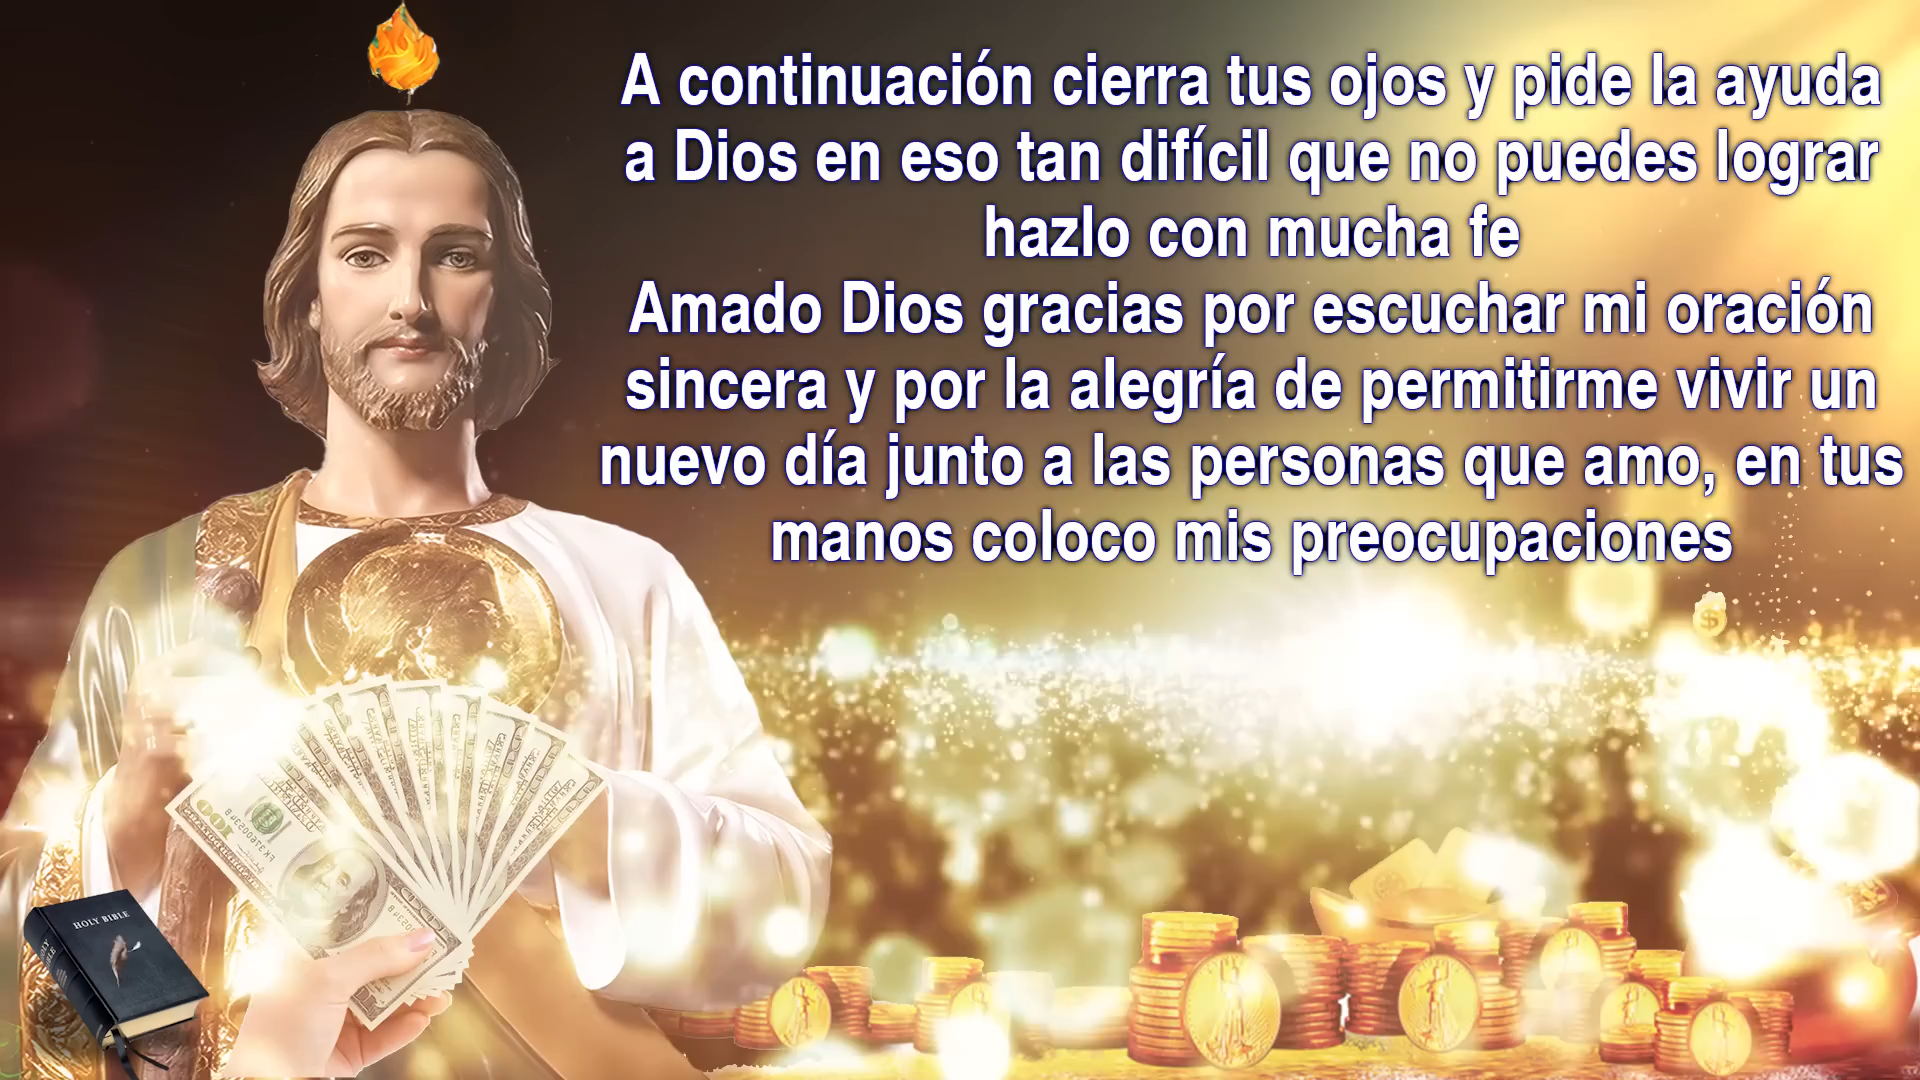 A continuación cierra tus ojos y pide la ayuda
a Dios en eso tan difícil que no puedes lograr
hazlo con mucha fe
Amado Dios gracias por escuchar mi oración
sincera y por la alegría de permitirme vivir un
nuevo día junto a las personas que amo, en tus
manos coloco mis preocupaciones
$
HOLY BIBLE
HOLY
BIBLE